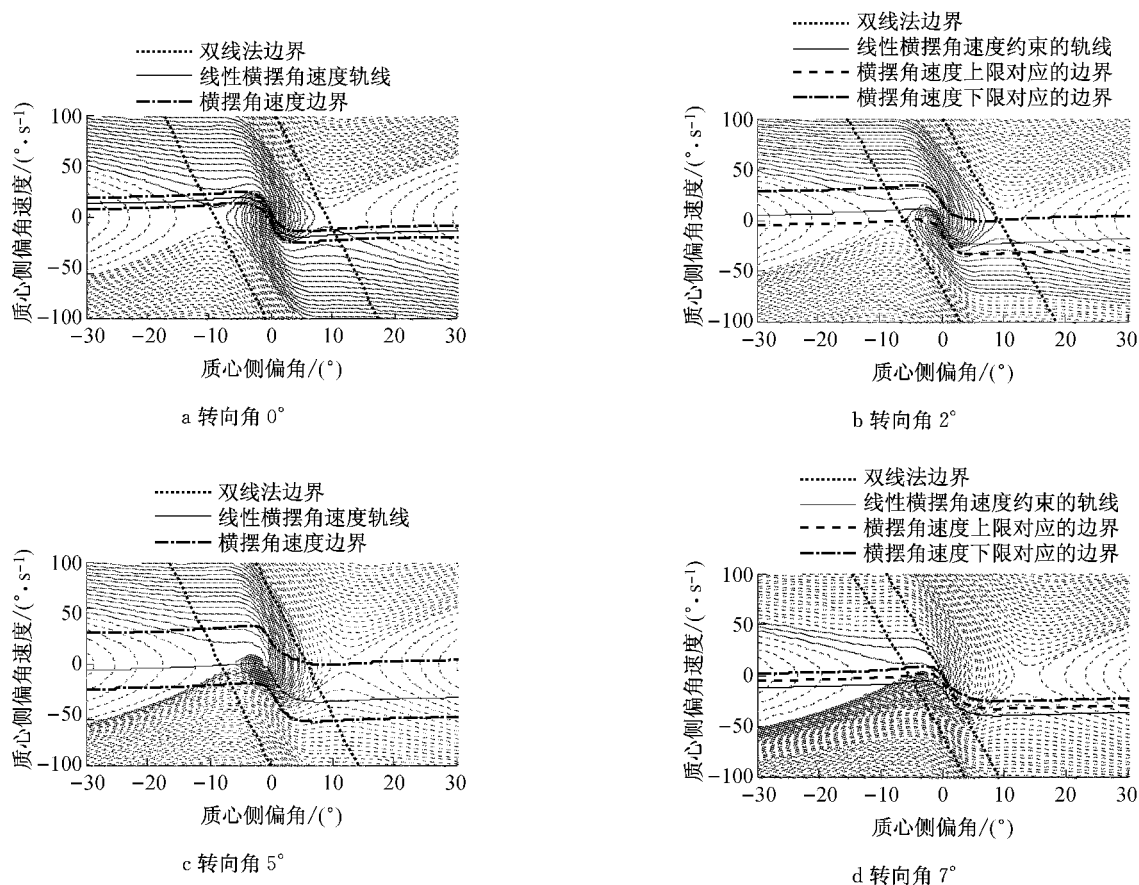 双线法边界
线性横摆角速度轨线
横摆角速度边界
质心侧偏角速度/(°·s⁻¹)
100
50
0
-50
-100
-30 -20 -10 0 10 20 30
质心侧偏角/(°)
a 转向角 0°
双线法边界
线性横摆角速度约束的轨线
横摆角速度上限对应的边界
横摆角速度下限对应的边界
质心侧偏角速度/(°·s⁻¹)
100
50
0
-50
-100
-30 -20 -10 0 10 20 30
质心侧偏角/(°)
b 转向角 2°
双线法边界
线性横摆角速度轨线
横摆角速度边界
质心侧偏角速度/(°·s⁻¹)
100
50
0
-50
-100
-30 -20 -10 0 10 20 30
质心侧偏角/(°)
c 转向角 5°
双线法边界
线性横摆角速度约束的轨线
横摆角速度上限对应的边界
横摆角速度下限对应的边界
质心侧偏角速度/(°·s⁻¹)
100
50
0
-50
-100
-30 -20 -10 0 10 20 30
质心侧偏角/(°)
d 转向角 7°